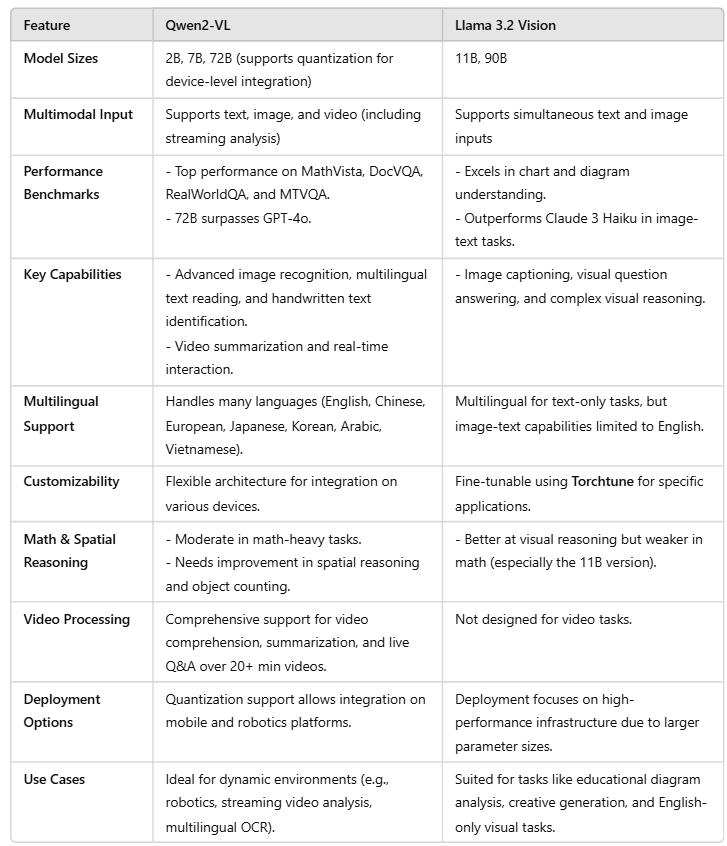 Feature Qwen2-VL Llama 3.2 Vision
Model Sizes
2B, 7B, 72B (supports quantization for
device-level integration)
11B, 90B
Multimodal Input
Supports text, image, and video (including
streaming analysis)
Supports simultaneous text and image
inputs
Performance
Benchmarks
- Top performance on MathVista, DocVQA,
RealWorldQA, and MTVQA.
- 72B surpasses GPT-4o.
- Excels in chart and diagram
understanding.
- Outperforms Claude 3 Haiku in image-
text tasks.
Key Capabilities
- Advanced image recognition, multilingual
text reading, and handwritten text
identification.
- Video summarization and real-time
interaction.
- Image captioning, visual question
answering, and complex visual reasoning.
Multilingual
Support
Handles many languages (English, Chinese,
European, Japanese, Korean, Arabic,
Vietnamese).
Multilingual for text-only tasks, but
image-text capabilities limited to English.
Customizability
Flexible architecture for integration on
various devices.
Fine-tunable using Torchtune for specific
applications.
Math & Spatial
Reasoning
- Moderate in math-heavy tasks.
- Needs improvement in spatial reasoning
and object counting.
- Better at visual reasoning but weaker in
math (especially the 11B version).
Video Processing
Comprehensive support for video
comprehension, summarization, and live
Q&A over 20+ min videos.
Not designed for video tasks.
Deployment
Options
Quantization support allows integration on
mobile and robotics platforms.
Deployment focuses on high-
performance infrastructure due to larger
parameter sizes.
Use Cases
Ideal for dynamic environments (e.g.,
robotics, streaming video analysis,
multilingual OCR).
Suited for tasks like educational diagram
analysis, creative generation, and English-
only visual tasks.